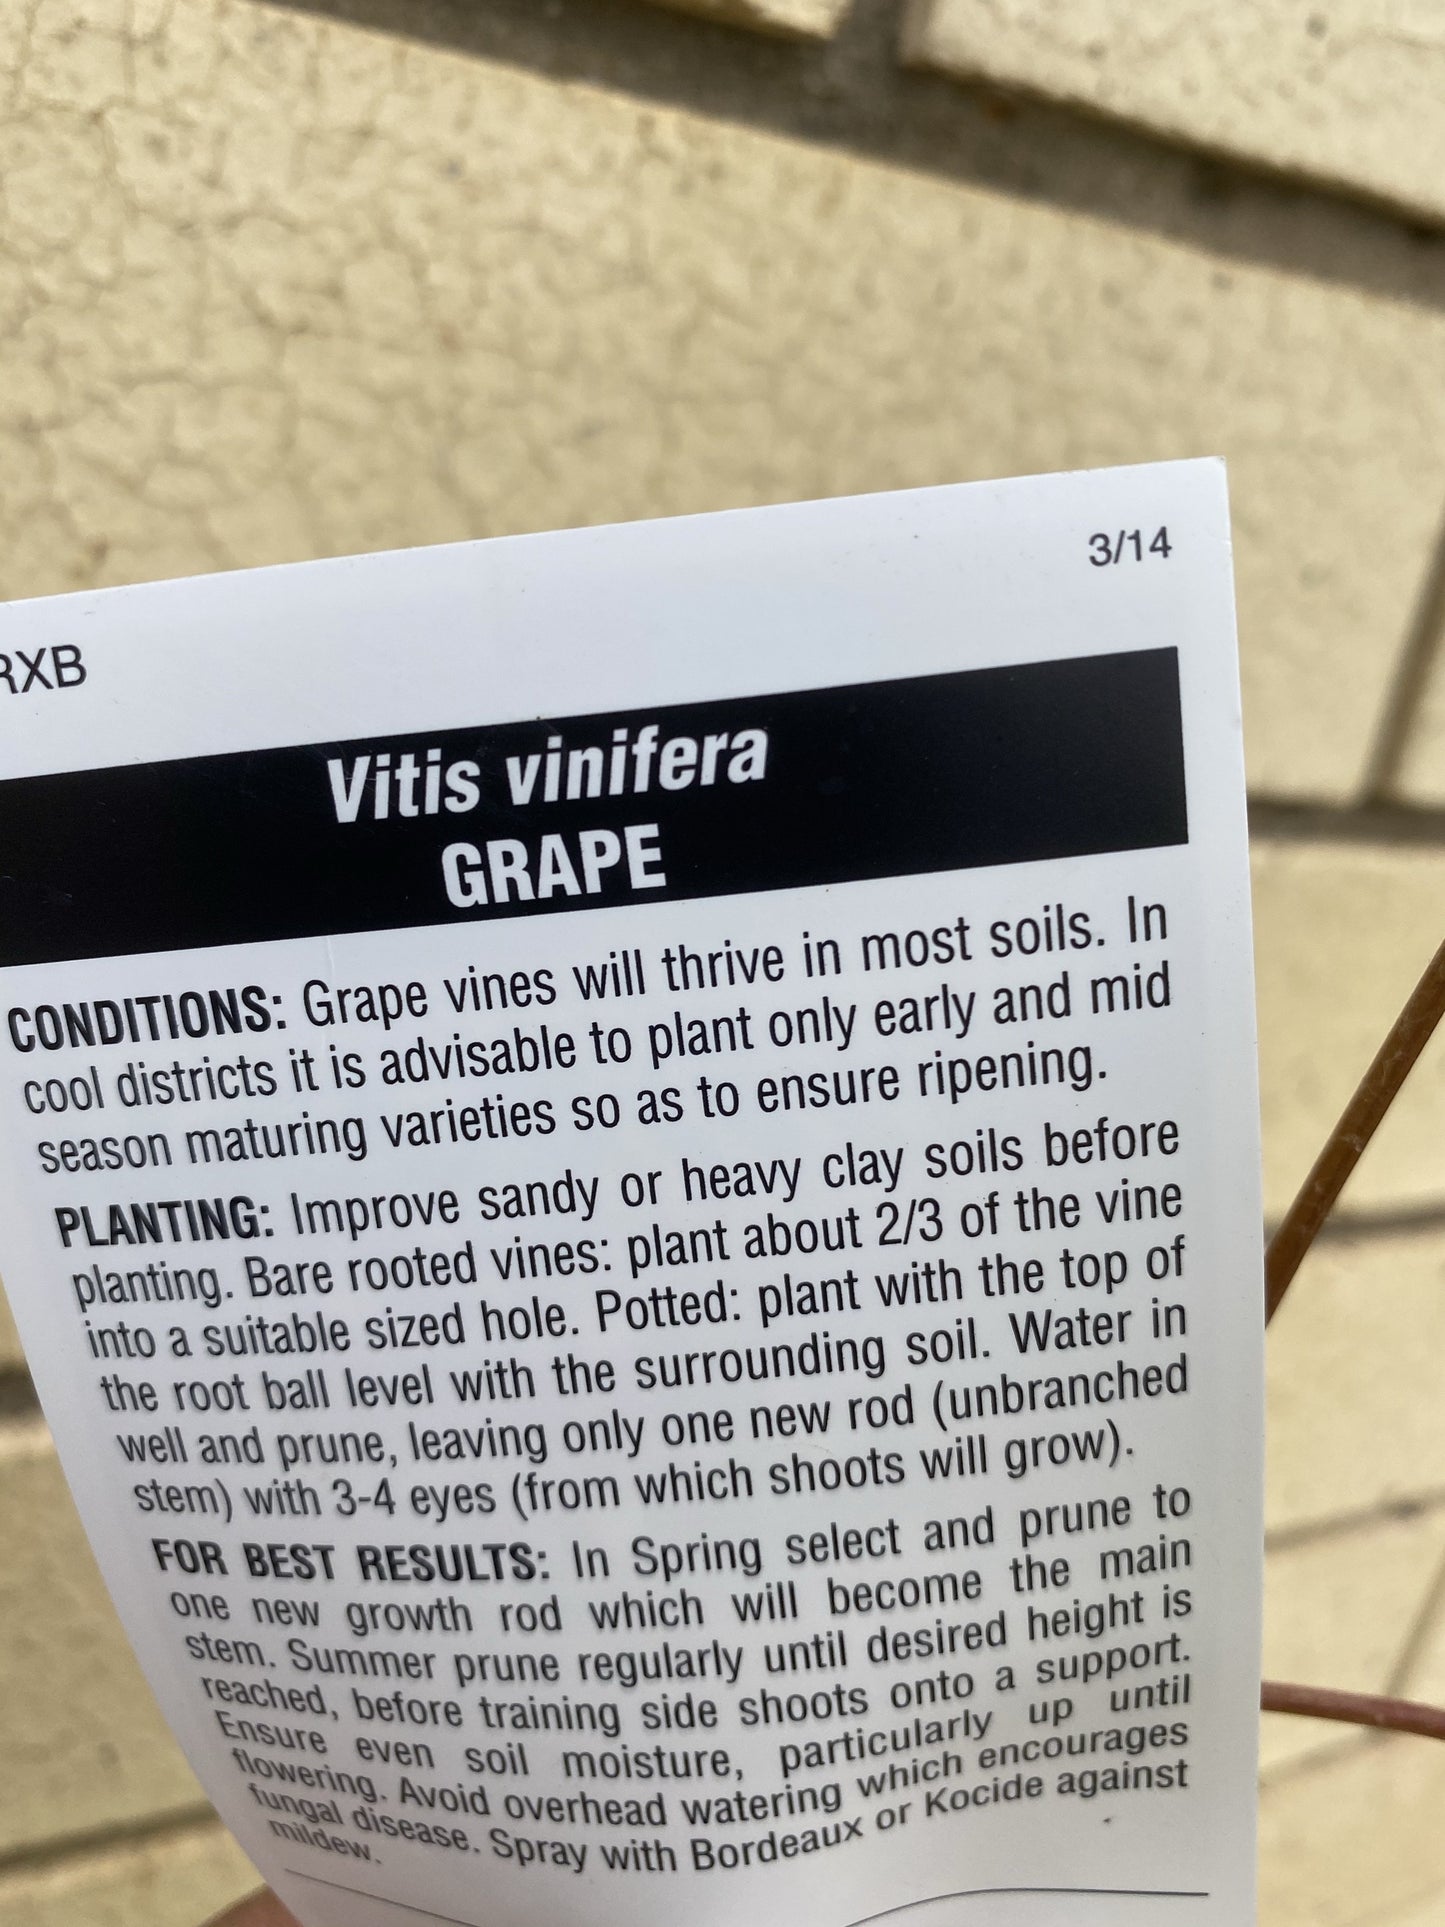 3/14
RXB
Vitis vinifera
GRAPE
CONDITIONS: Grape vines will thrive in most soils. In
cool districts it is advisable to plant only early and mid
season maturing varieties so as to ensure ripening.
PLANTING: Improve sandy or heavy clay soils before
planting. Bare rooted vines: plant about 2/3 of the vine
into a suitable sized hole. Potted: plant with the top of
the root ball level with the surrounding soil. Water in
well and prune, leaving only one new rod (unbranched
stem) with 3-4 eyes (from which shoots will grow).
FOR BEST RESULTS: In Spring select and prune to
one new growth rod which will become the main
stem. Summer prune regularly until desired height is
reached, before training side shoots onto a support.
Ensure even soil moisture, particularly up until
flowering. Avoid overhead watering which encourages
fungal disease. Spray with Bordeaux or Kocide against
mildew.